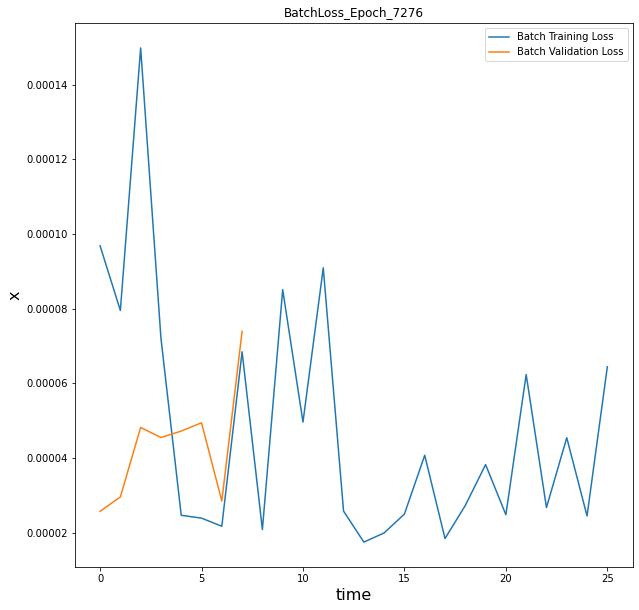 BatchLoss_Epoch_7276
Batch Training Loss
Batch Validation Loss
0.00014
0.00012
0.00010
0.00008
0.00006
0.00004
0.00002
x
0 5 10 15 20 25
time